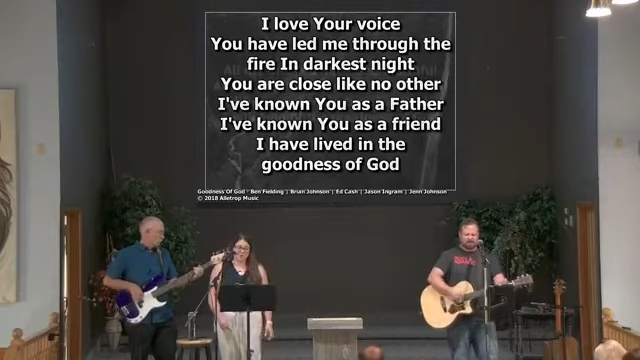 I love Your voice
You have led me through the
fire In darkest night
You are close like no other
I've known You as a Father
I've known You as a friend
I have lived in the
goodness of God
Goodness Of God - Ben Fielding | Brian Johnson | Ed Cash | Jason Ingram | Jenn Johnson
© 2018 Alletrop Music